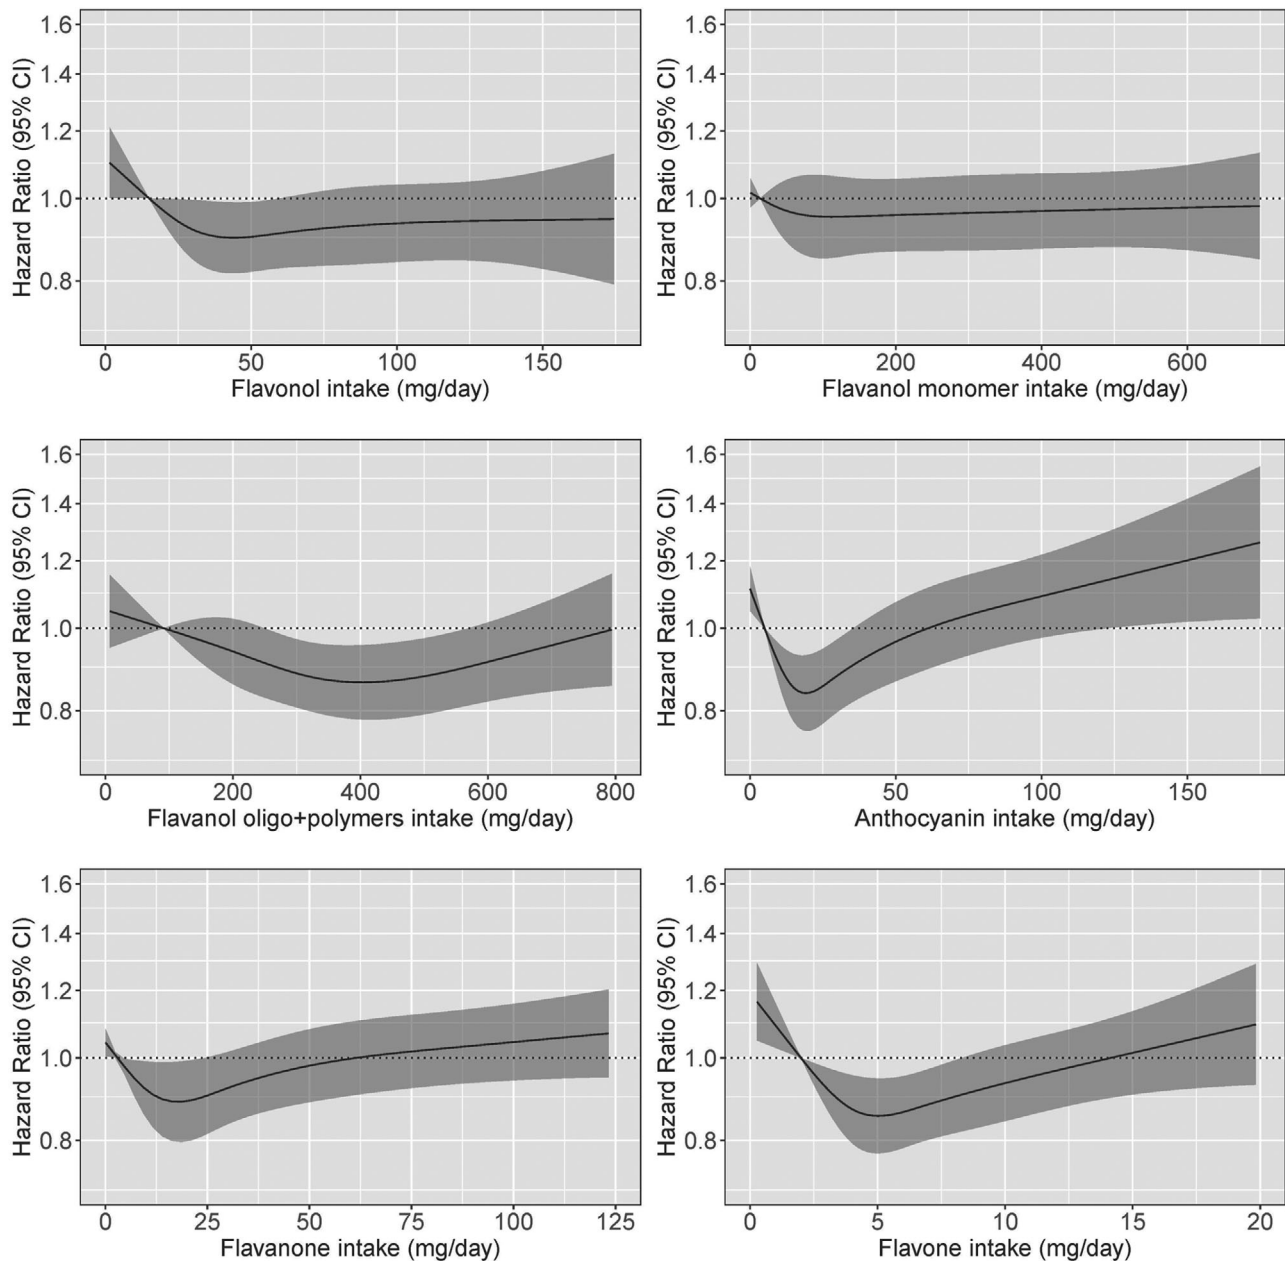 1.6
1.4
1.2
1.0
0.8
Hazard Ratio (95% CI)
0 50 100 150
Flavonol intake (mg/day)
1.6
1.4
1.2
1.0
0.8
Hazard Ratio (95% CI)
0 200 400 600
Flavanol monomer intake (mg/day)
1.6
1.4
1.2
1.0
0.8
Hazard Ratio (95% CI)
0 200 400 600 800
Flavanol oligo+polymers intake (mg/day)
1.6
1.4
1.2
1.0
0.8
Hazard Ratio (95% CI)
0 50 100 150
Anthocyanin intake (mg/day)
1.6
1.4
1.2
1.0
0.8
Hazard Ratio (95% CI)
0 25 50 75 100 125
Flavanone intake (mg/day)
1.6
1.4
1.2
1.0
0.8
Hazard Ratio (95% CI)
0 5 10 15 20
Flavone intake (mg/day)